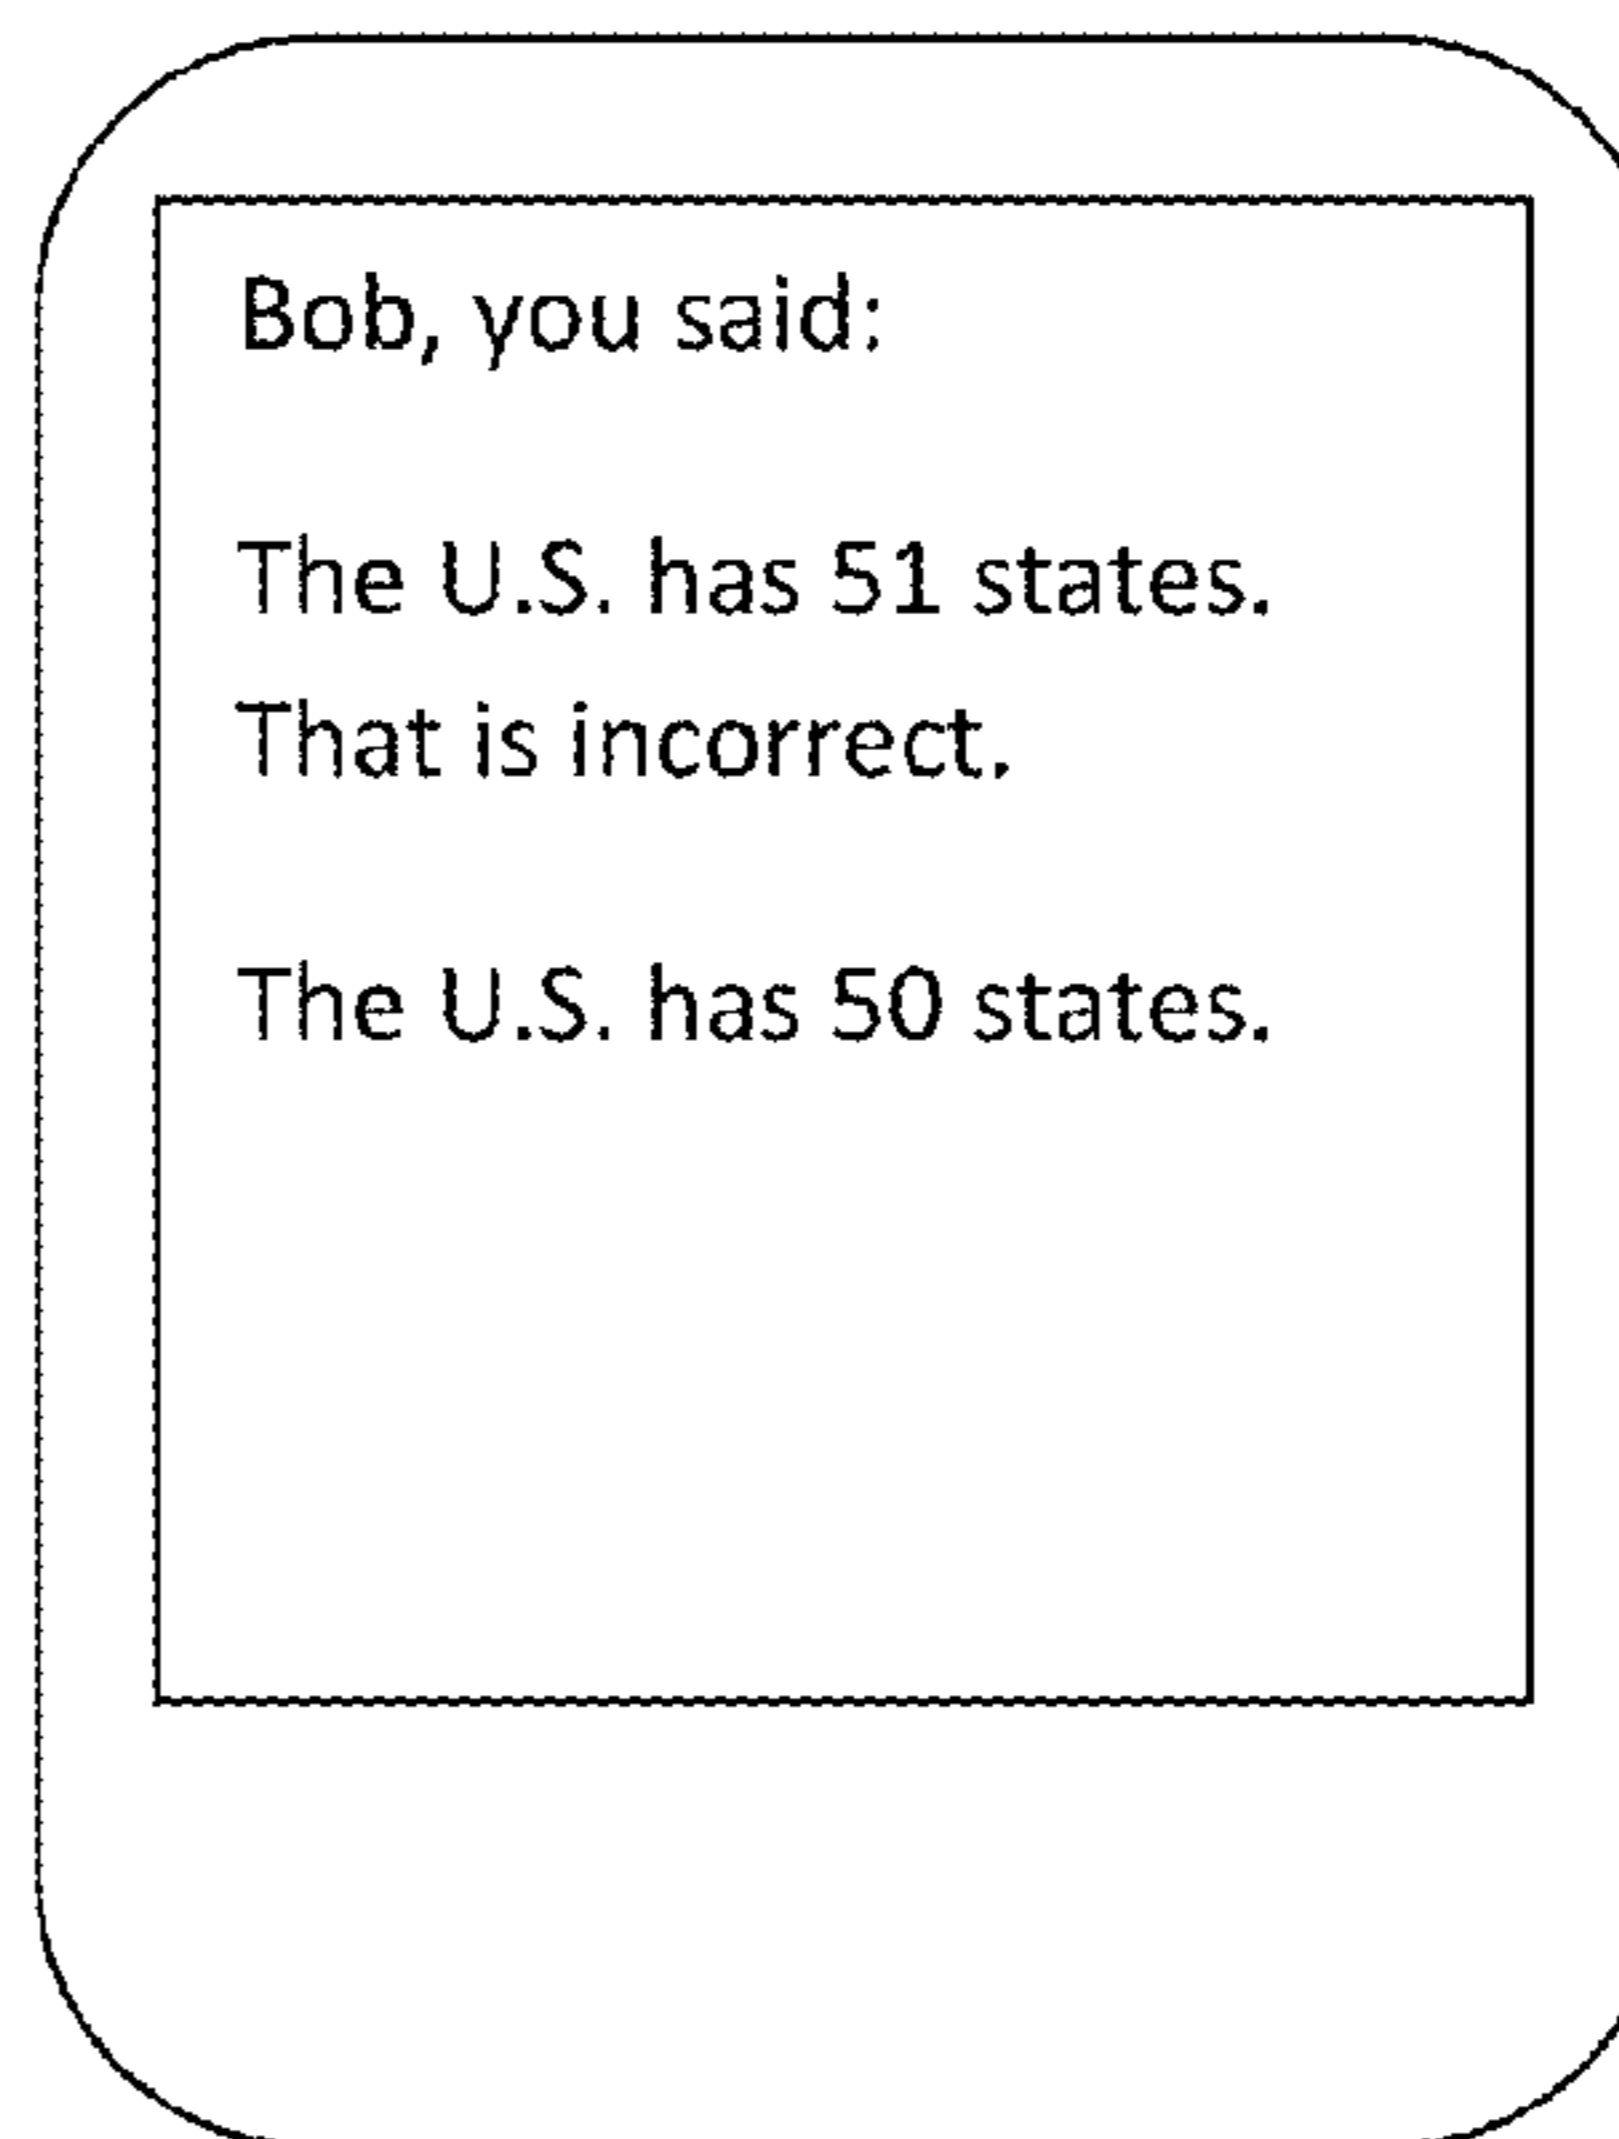 Bob, you said:
The U.S. has 51 states.
That is incorrect.
The U.S. has 50 states.